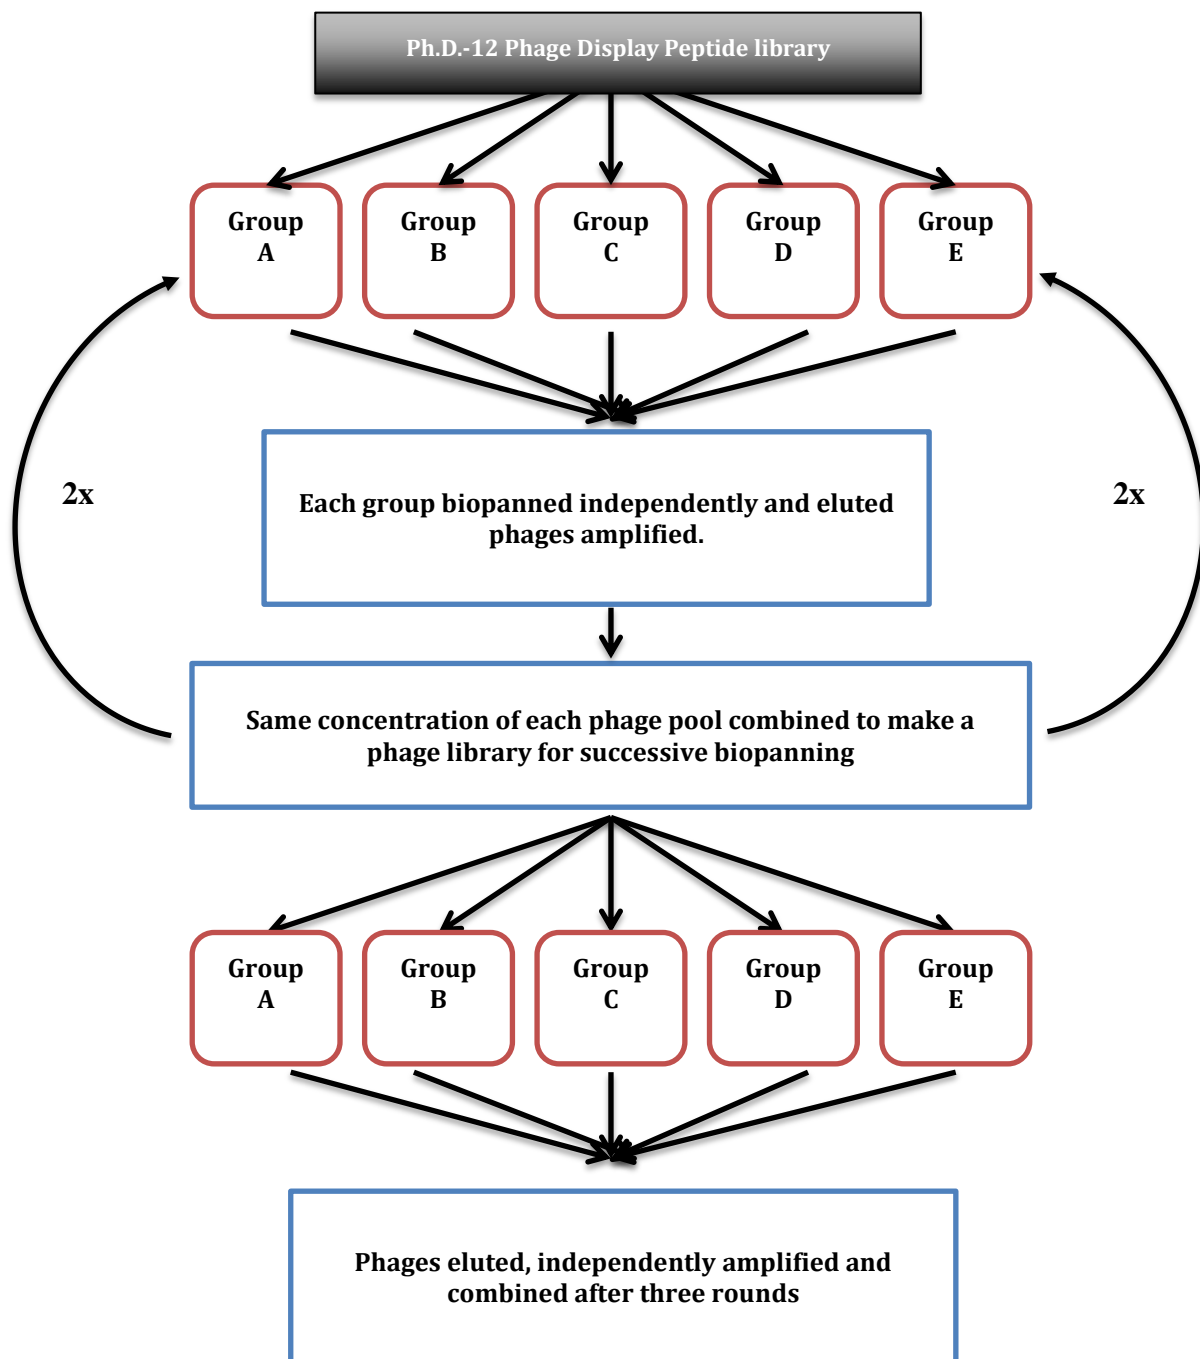 Ph.D.-12 Phage Display Peptide library
Group
A
Group
B
Group
C
Group
D
Group
E
2x
2x
Each group biopanned independently and eluted
phages amplified.
Same concentration of each phage pool combined to make a
phage library for successive biopanning
Group
A
Group
B
Group
C
Group
D
Group
E
Phages eluted, independently amplified and
combined after three rounds